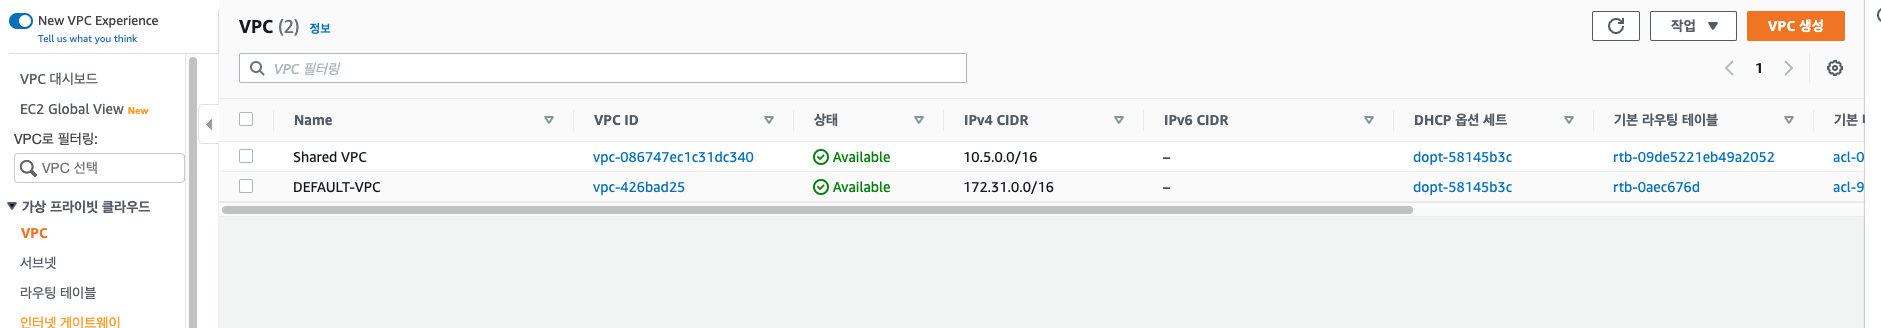 New VPC Experience
Tell us what you think
VPC 대시보드
EC2 Global View New
VPC로 필터링:
VPC 선택
가상 프라이빗 클라우드
VPC
서브넷
라우팅 테이블
인터넷 게이트웨이
VPC (2) 정보
작업
VPC 생성
VPC 필터링
1
Name VPC ID 상태 IPv4 CIDR IPv6 CIDR DHCP 옵션 세트 기본 라우팅 테이블 기본
Shared VPC vpc-086747ec1c31dc340 Available 10.5.0.0/16 – dopt-58145b3c rtb-09de5221eb49a2052 acl-0
DEFAULT-VPC vpc-426bad25 Available 172.31.0.0/16 – dopt-58145b3c rtb-0aec676d acl-9